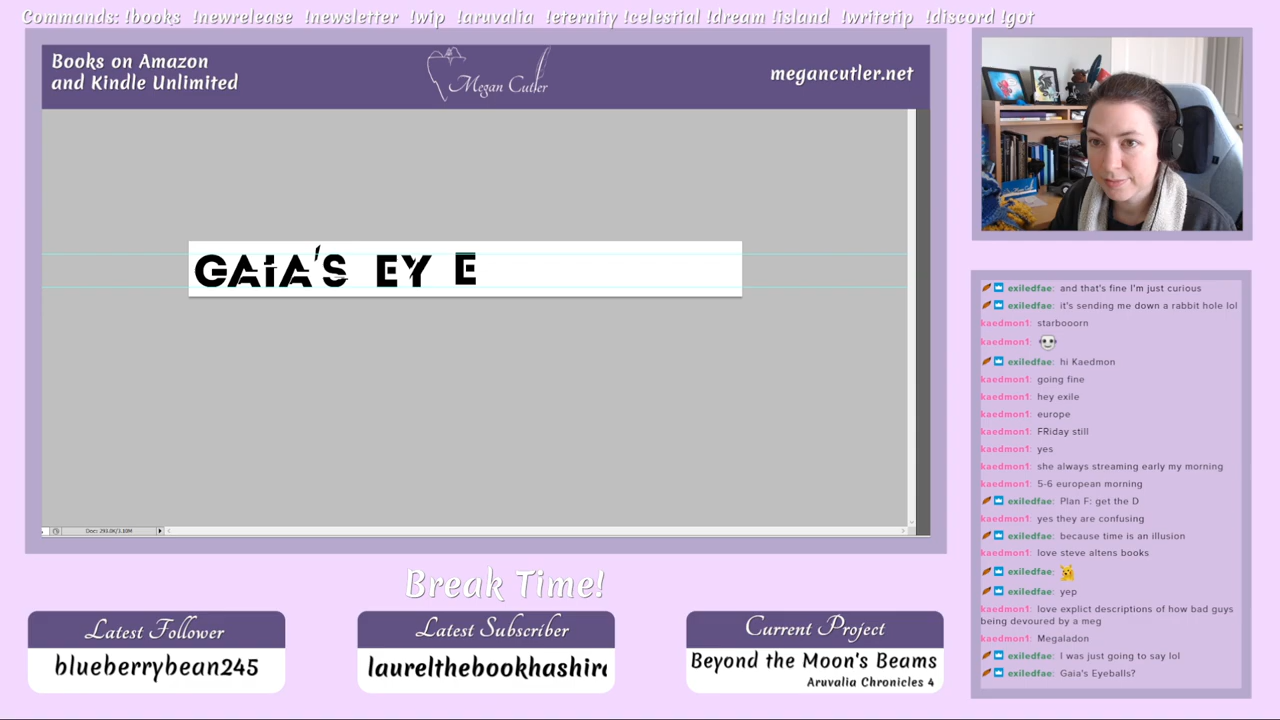 Commands: !books !newrelease !newsletter !wip !aruvalia !eternity !celestial !dream !island !writetip !discord !got
Books on Amazon
and Kindle Unlimited
Megan Cutler
megancutler.net
GAIA'S EY E
Doc: 293.0K/3.18M
exiledfae: and that's fine I'm just curious
exiledfae: it's sending me down a rabbit hole lol
kaedmon1: starbooorn
kaedmon1:
exiledfae: hi Kaedmon
kaedmon1: going fine
kaedmon1: hey exile
kaedmon1: europe
kaedmon1: FRiday still
kaedmon1: yes
kaedmon1: she always streaming early my morning
kaedmon1: 5-6 european morning
exiledfae: Plan F: get the D
kaedmon1: yes they are confusing
exiledfae: because time is an illusion
kaedmon1: love steve altens books
exiledfae:
exiledfae: yep
kaedmon1: love explict descriptions of how bad guys
being devoured by a meg
kaedmon1: Megaladon
exiledfae: I was just going to say lol
exiledfae: Gaia's Eyeballs?
Break Time!
Latest Follower
blueberrybean245
Latest Subscriber
laurelthebookhashira
Current Project
Beyond the Moon's Beams
Aruvalia Chronicles 4